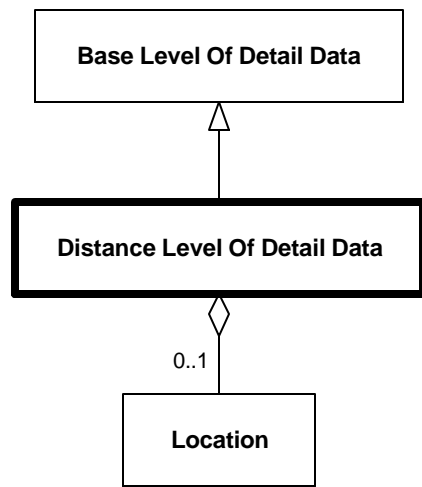 Base Level Of Detail Data
Distance Level Of Detail Data
0..1
Location